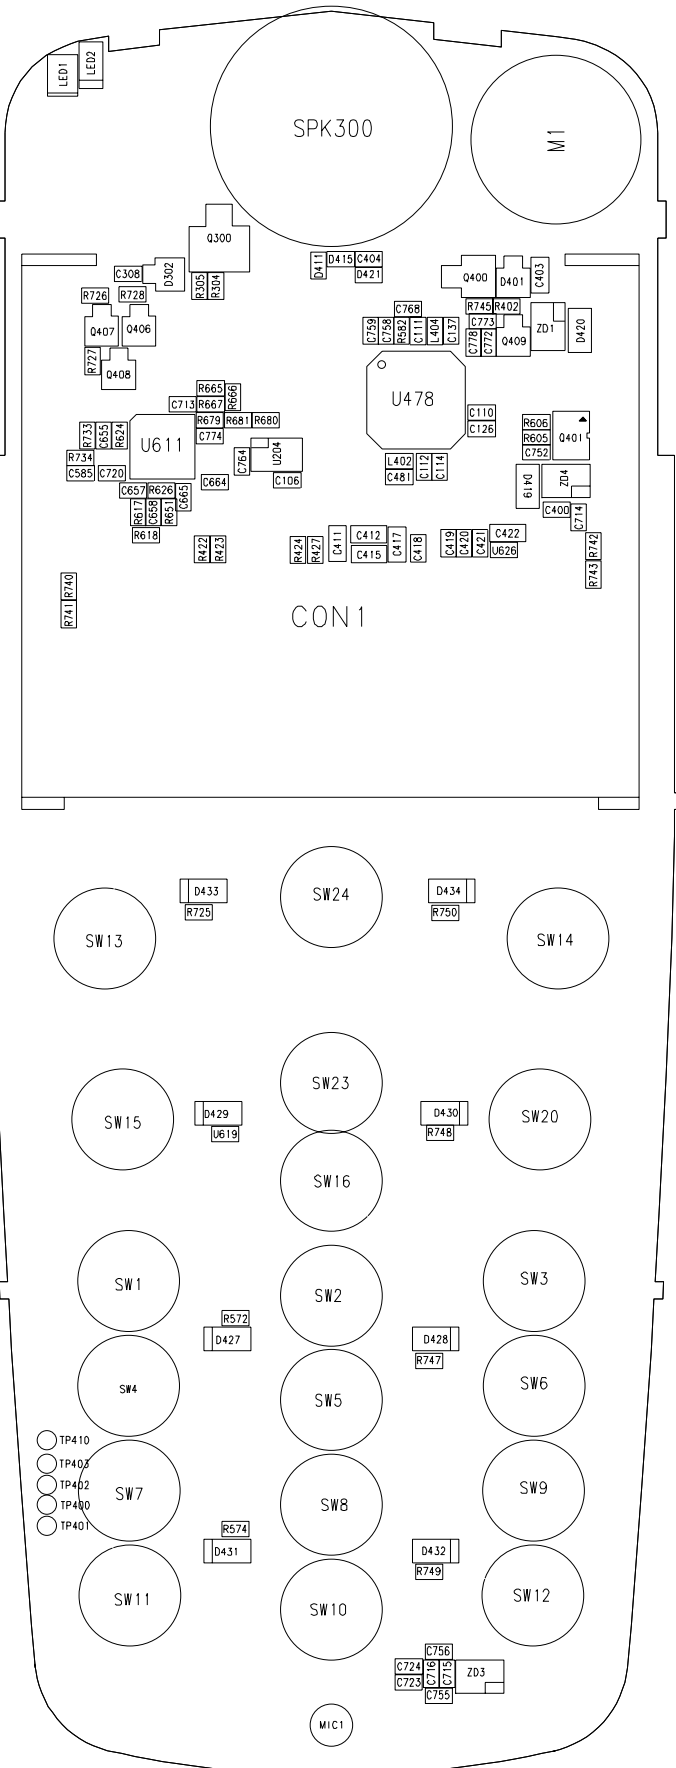 LED1
LED2
SPK300
M1
Q300
C308
D302
R305
R304
D411
D415
C404
D421
Q400
D401
C403
R726
R728
Q407
Q406
R727
Q408
C768
C759
C758
R582
C111
L404
C137
R745
R402
C773
C778
C772
Q409
ZD1
D420
U478
R665
R666
C713
R667
R679
R681
R680
C774
C110
C126
R733
C655
R624
U611
R734
C585
C720
C764
U204
C106
C664
L402
C481
C112
C114
R606
R605
C752
Q401
D419
ZD4
C657
R626
C665
R617
C658
R651
R618
C400
C714
R422
R423
R424
R427
C411
C412
C415
C417
C418
C419
C420
C421
C422
U626
R742
R743
R740
R741
CON1
D433
R725
SW24
D434
R750
SW13
SW14
SW23
SW15
D429
U619
D430
R748
SW20
SW16
SW1
SW2
SW3
R572
D427
D428
R747
SW4
SW5
SW6
TP410
TP403
TP402
TP400
TP401
SW7
SW8
SW9
R574
D431
D432
R749
SW11
SW10
SW12
C756
C724
C723
C716
C715
C755
ZD3
MIC1